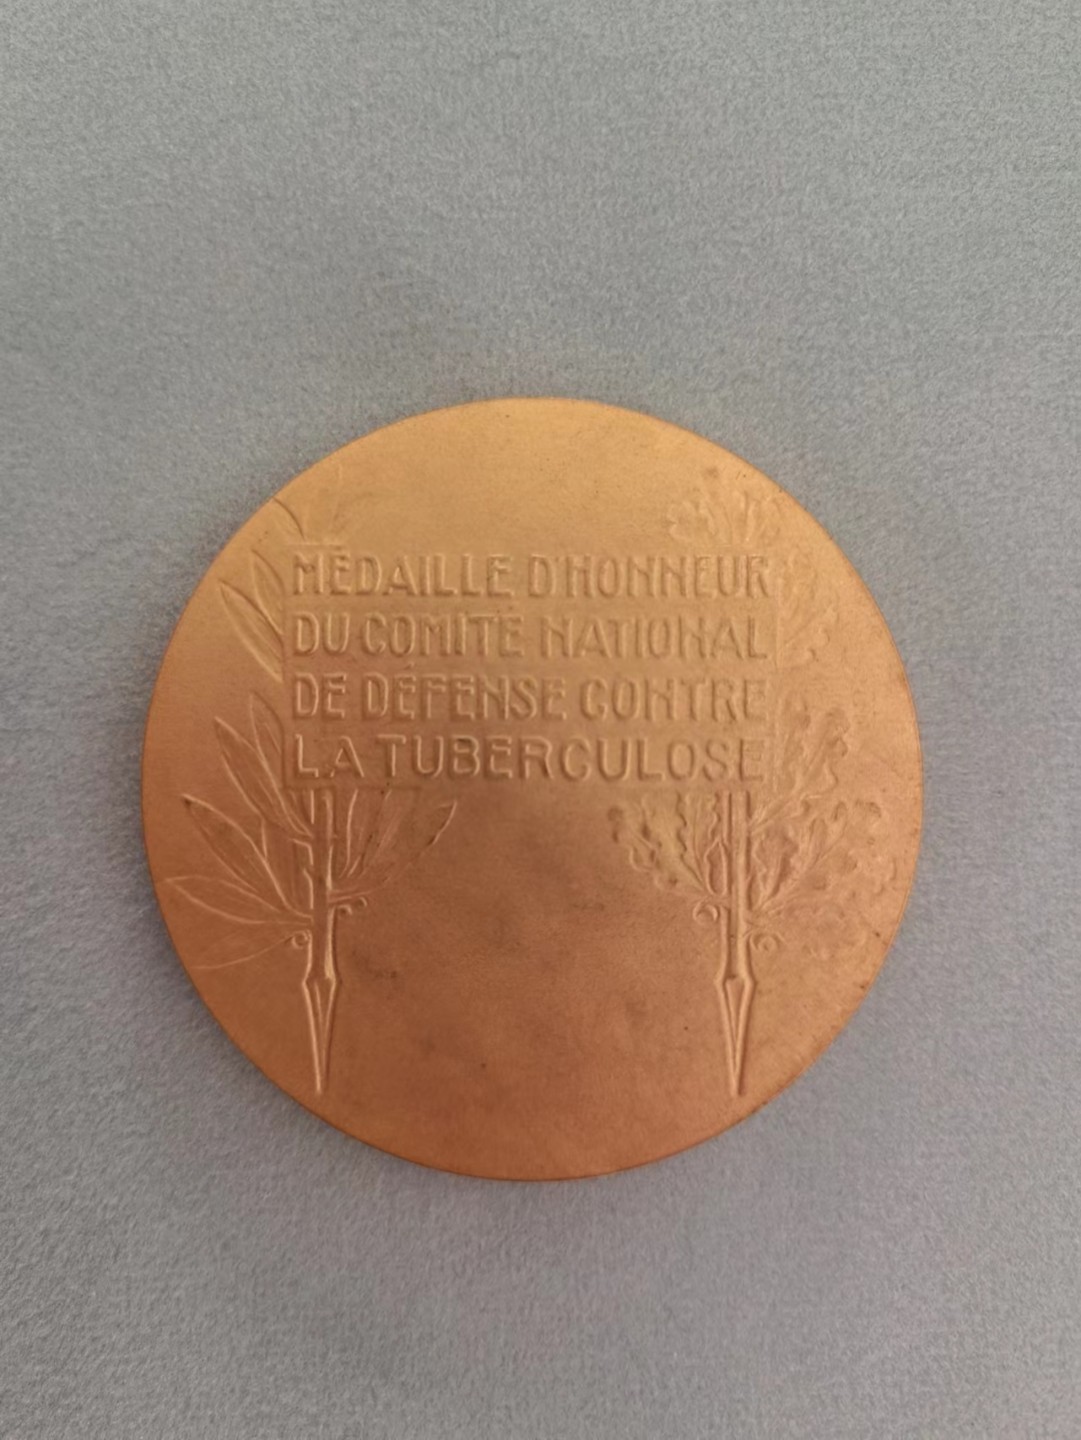 MÉDAILLE D'HONNEUR
DU COMITÉ NATIONAL
DE DÉFENSE CONTRE
LA TUBERCULOSE